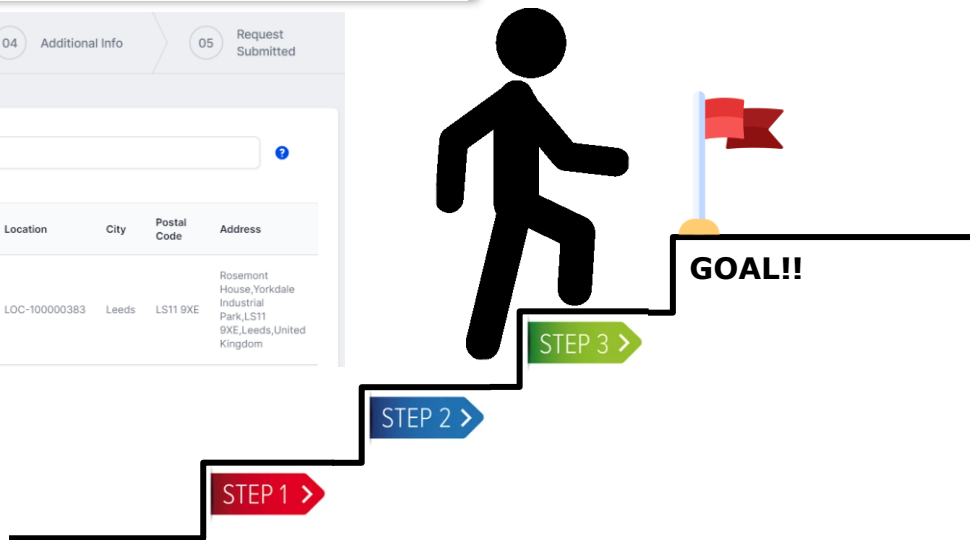 04 Additional Info
05 Request
Submitted
?
Location City Postal
Code Address
LOC-100000383 Leeds LS11 9XE Rosemont
House,Yorkdale
Industrial
Park,LS11
9XE,Leeds,United
Kingdom
GOAL!!
STEP 3
STEP 2
STEP 1